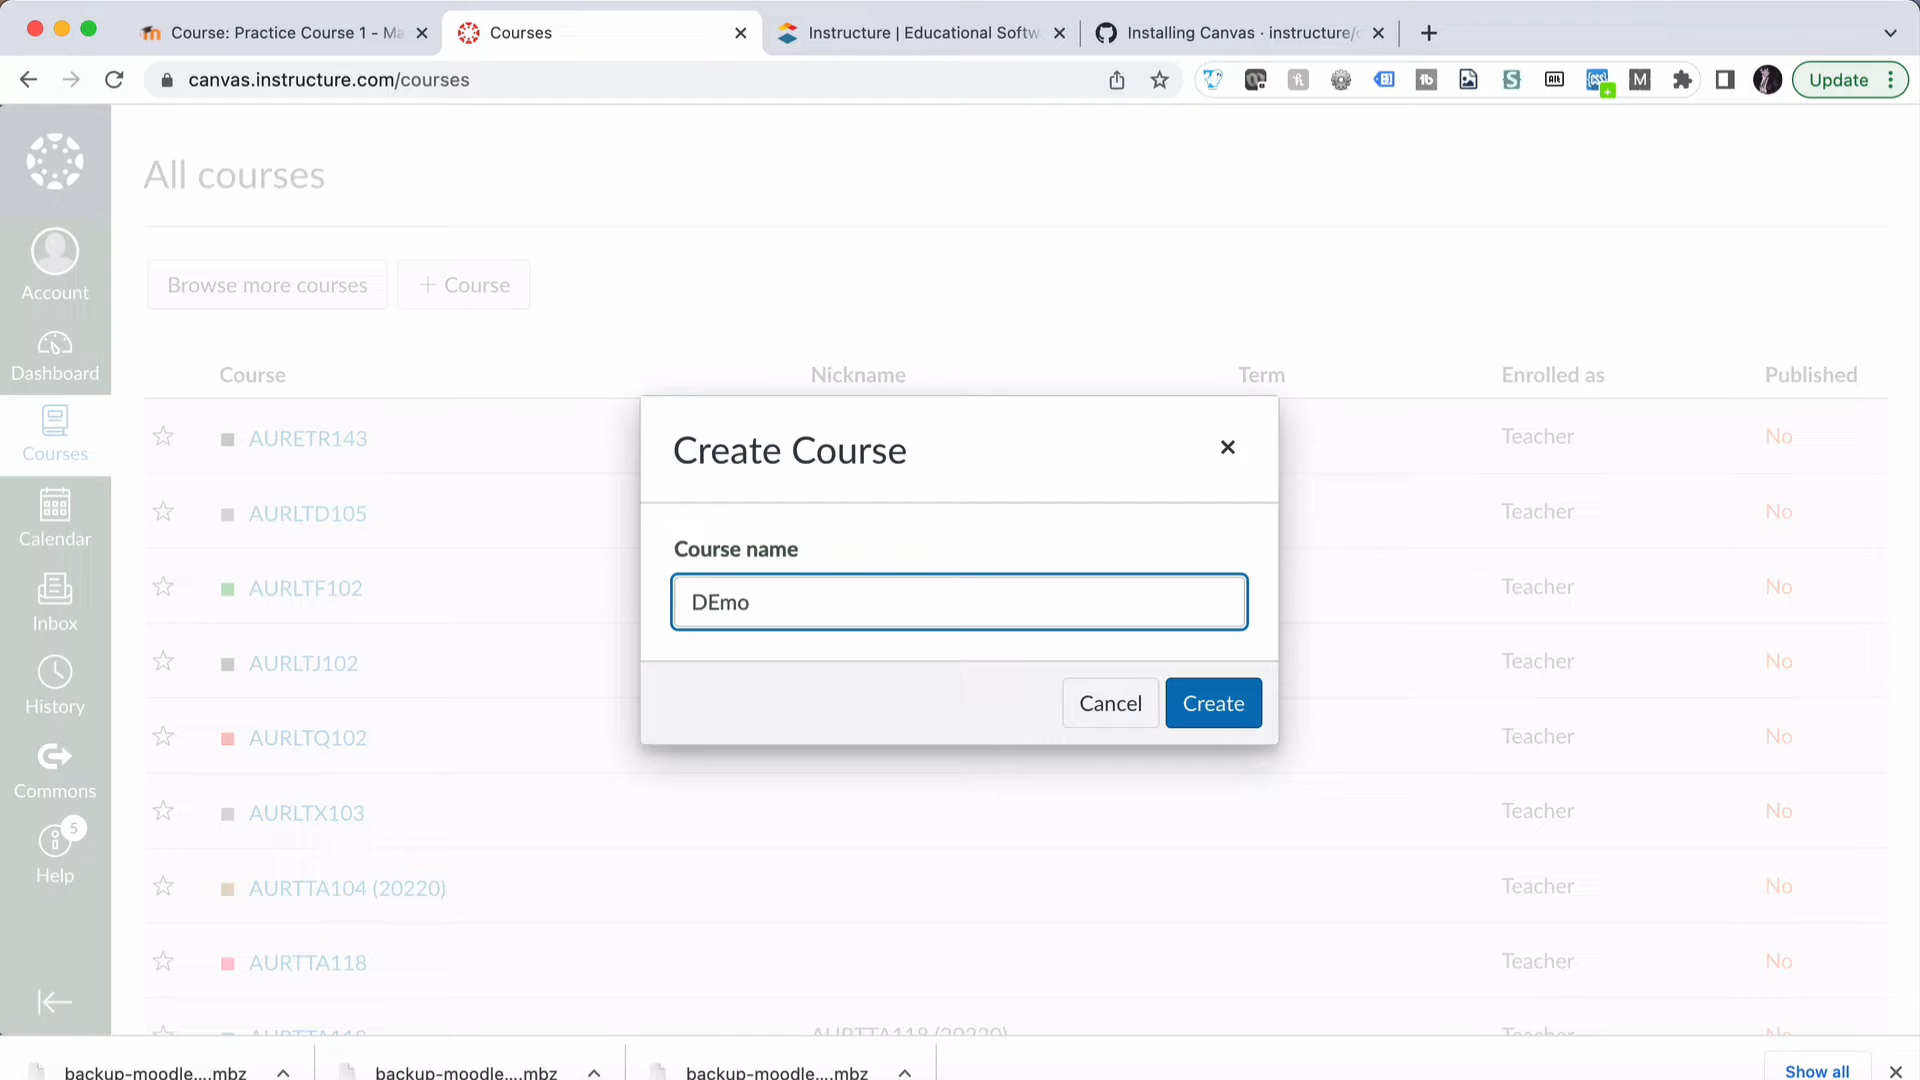 Course: Practice Course 1 - Ma
Courses
Instructure | Educational Softw
Installing Canvas · instructure/c
canvas.instructure.com/courses
Update
Account
Dashboard
Courses
Calendar
Inbox
History
Commons
5
Help
All courses
Browse more courses
+ Course
Course Nickname Term Enrolled as Published
AURETR143 Teacher No
AURLTD105 Teacher No
AURLTF102 Teacher No
AURLTJ102 Teacher No
AURLTQ102 Teacher No
AURLTX103 Teacher No
AURTTA104 (20220) Teacher No
AURTTA118 Teacher No
AURTTA118 AURTTA118 (20220) Teacher No
Create Course
Course name
DEmo
Cancel
Create
backup-moodle....mbz
backup-moodle....mbz
backup-moodle....mbz
Show all